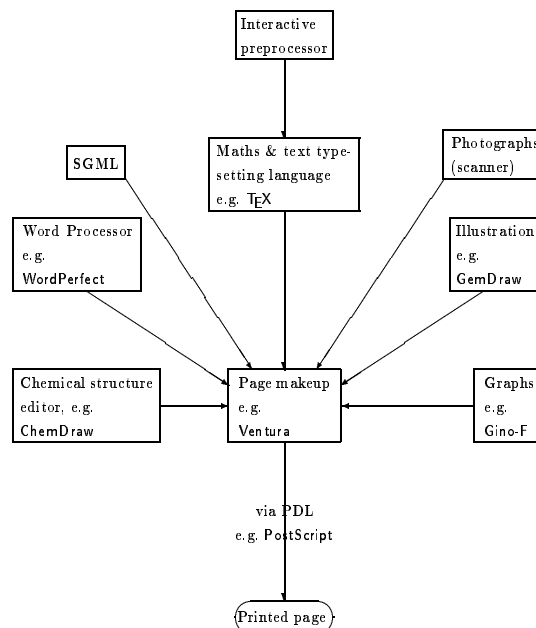 Interactive
preprocessor
Maths & text type-
setting language
e.g. TEX
SGML
Photographs
(scanner)
Word Processor
e.g.
WordPerfect
Illustration
e.g.
GemDraw
Chemical structure
editor, e.g.
ChemDraw
Page makeup
e.g.
Ventura
Graphs
e.g.
Gino-F
via PDL
e.g. PostScript
Printed page